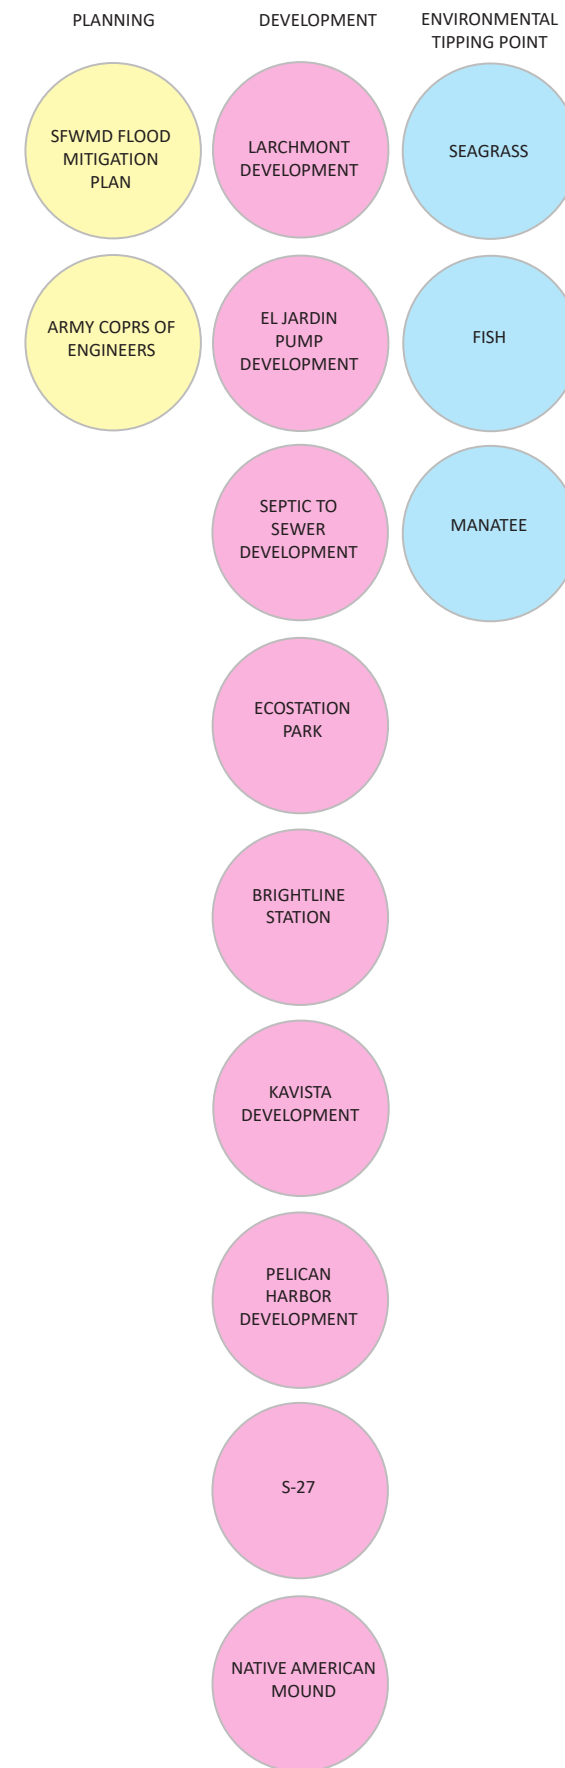 PLANNING
DEVELOPMENT
ENVIRONMENTAL
TIPPING POINT
SFWMD FLOOD
MITIGATION
PLAN
LARCHMONT
DEVELOPMENT
SEAGRASS
ARMY COPRS OF
ENGINEERS
EL JARDIN
PUMP
DEVELOPMENT
FISH
SEPTIC TO
SEWER
DEVELOPMENT
MANATEE
ECOSTATION
PARK
BRIGHTLINE
STATION
KAVISTA
DEVELOPMENT
PELICAN
HARBOR
DEVELOPMENT
S-27
NATIVE AMERICAN
MOUND